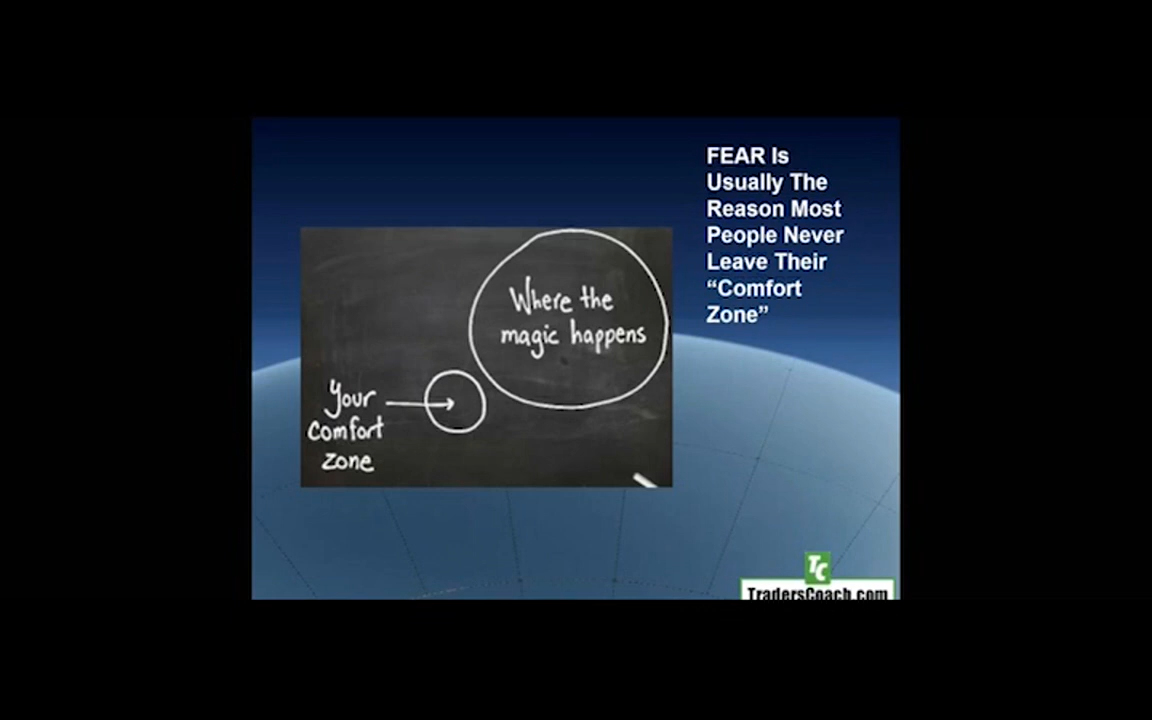 FEAR Is
Usually The
Reason Most
People Never
Leave Their
“Comfort
Zone”
Where the
magic happens
Your
comfort
zone
TC
TradersCoach.com